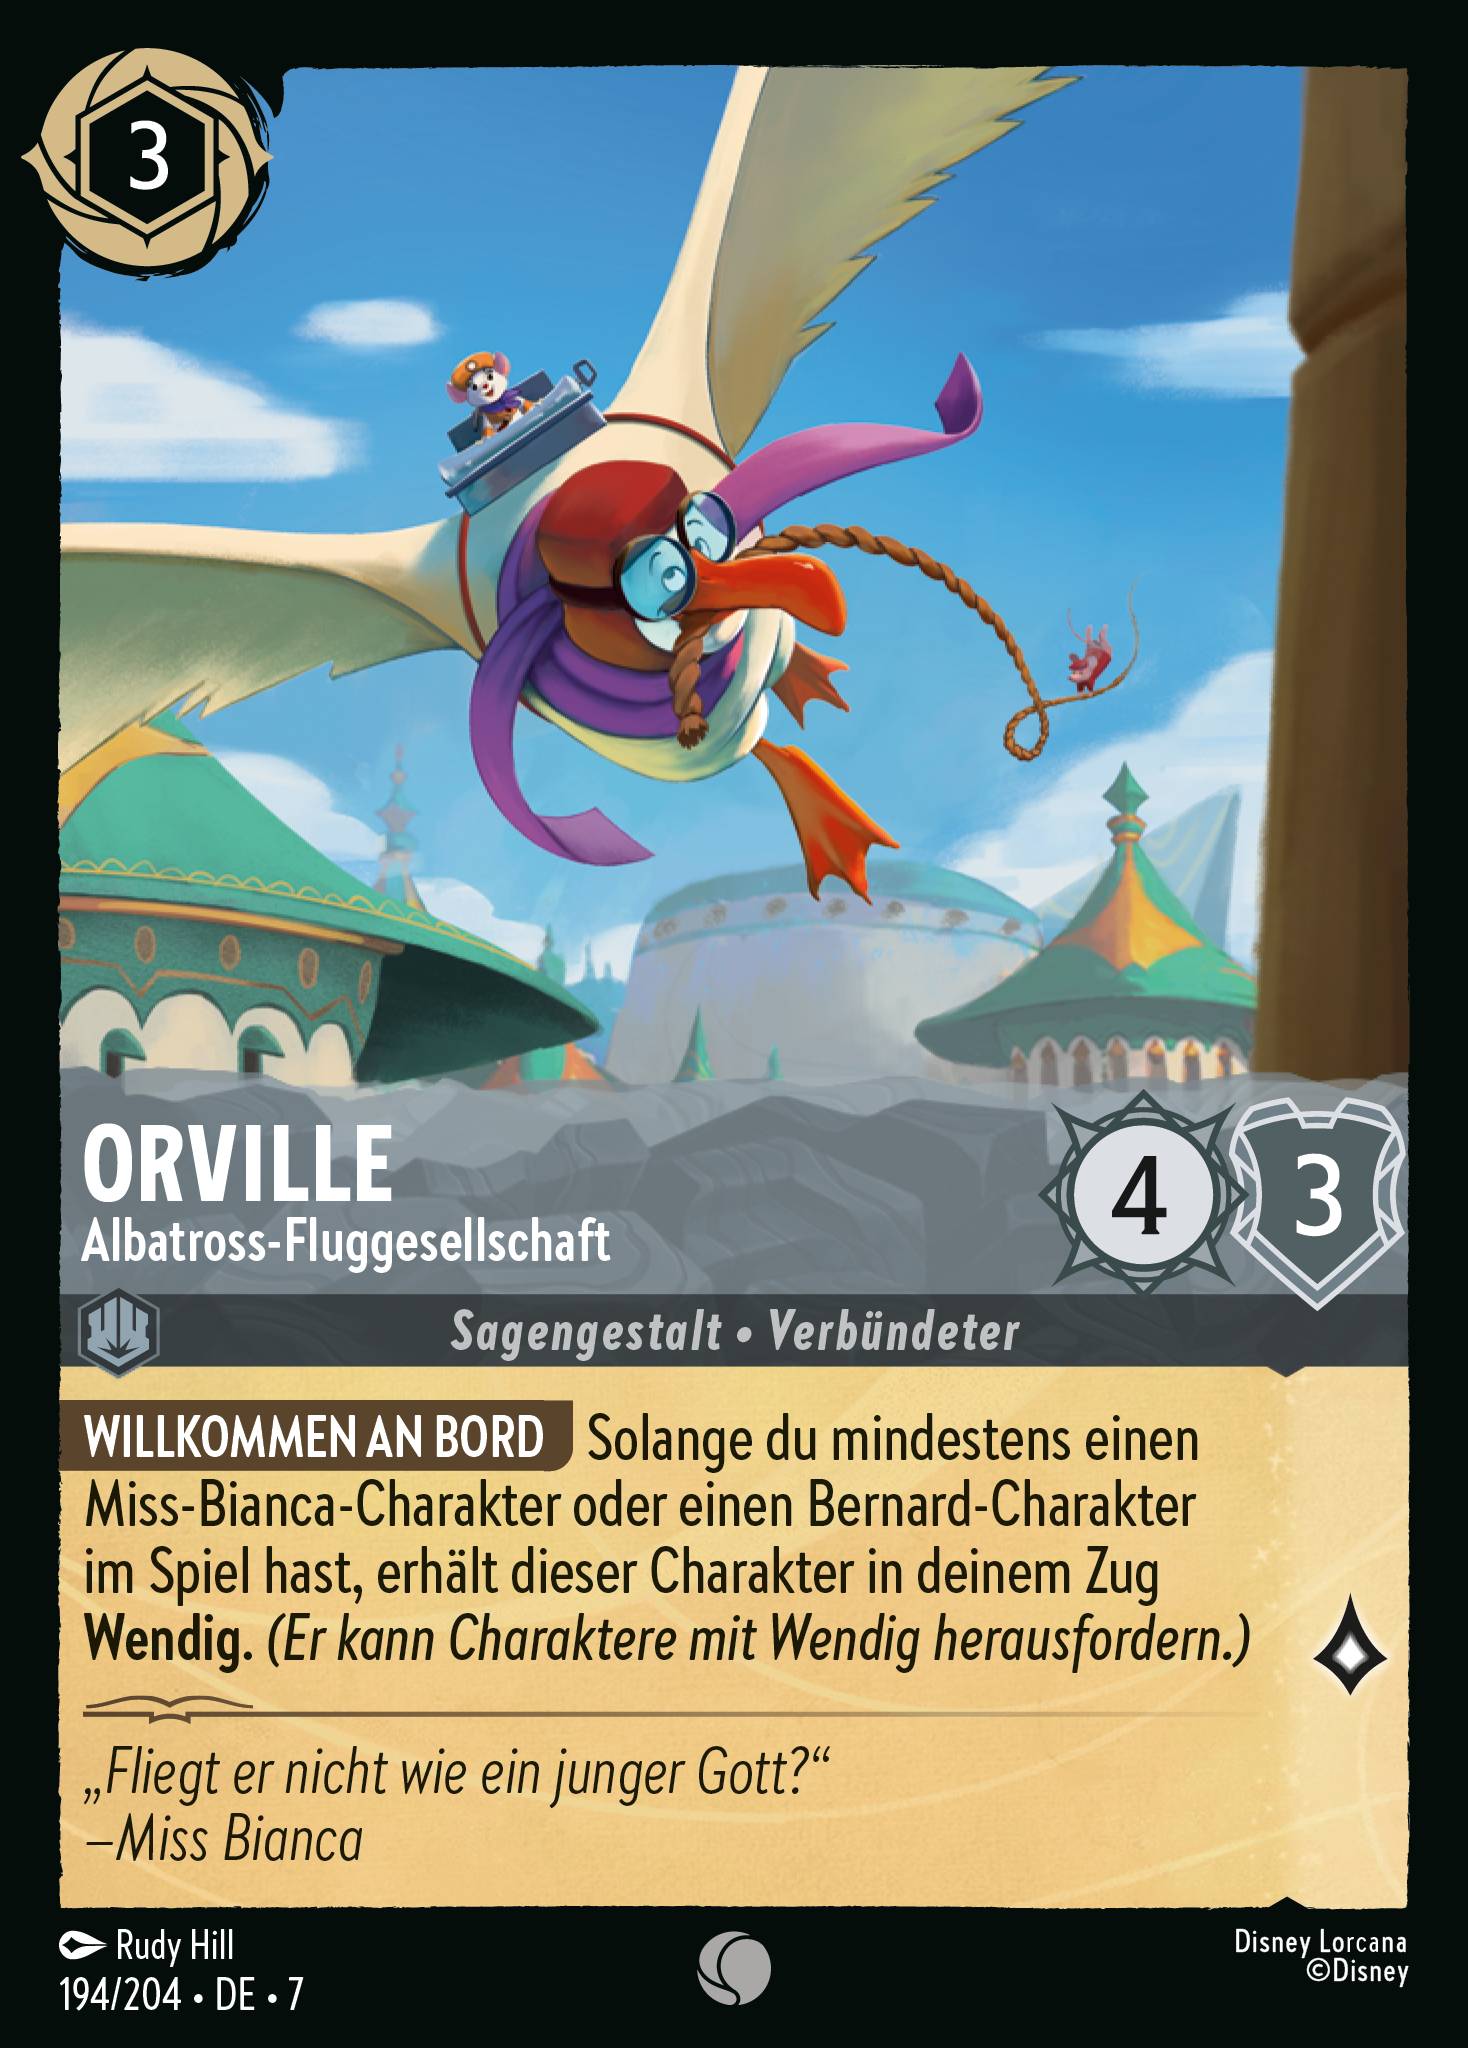 3
ORVILLE
Albatross-Fluggesellschaft
4
3
Sagengestalt • Verbündeter
WILLKOMMEN AN BORD Solange du mindestens einen
Miss-Bianca-Charakter oder einen Bernard-Charakter
im Spiel hast, erhält dieser Charakter in deinem Zug
Wendig. (Er kann Charaktere mit Wendig herausfordern.)
„Fliegt er nicht wie ein junger Gott?“
–Miss Bianca
Rudy Hill
194/204 • DE • 7
Disney Lorcana
©Disney